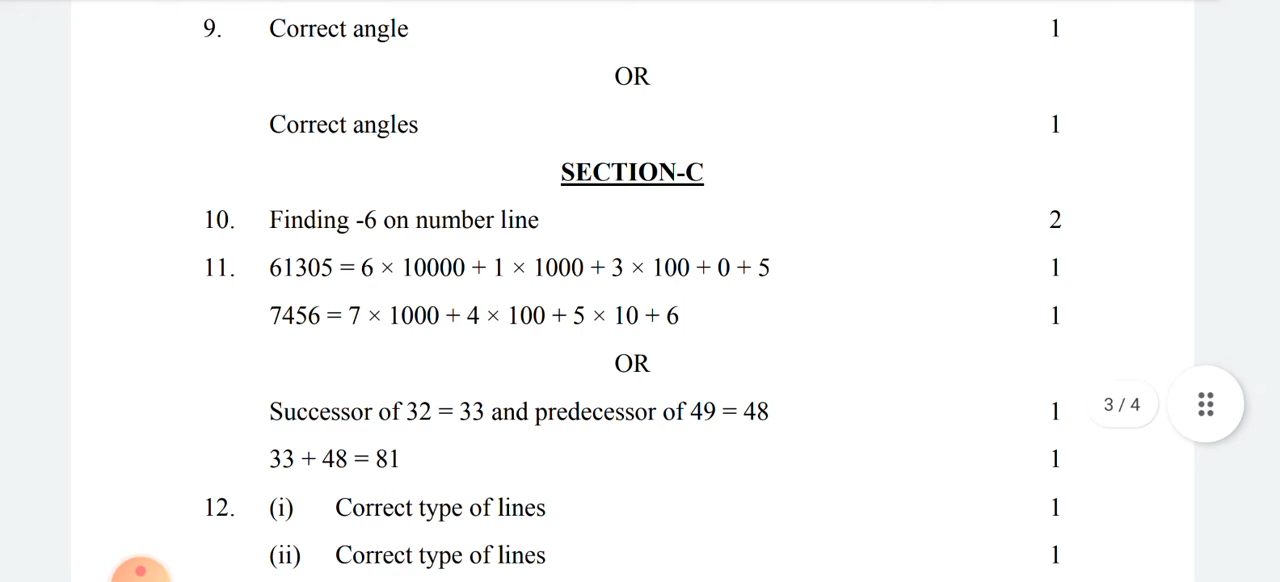 9. Correct angle 1
OR
Correct angles 1
SECTION-C
10. Finding -6 on number line 2
11. 61305 = 6 × 10000 + 1 × 1000 + 3 × 100 + 0 + 5 1
7456 = 7 × 1000 + 4 × 100 + 5 × 10 + 6 1
OR
Successor of 32 = 33 and predecessor of 49 = 48 1
3 / 4
33 + 48 = 81 1
12. (i) Correct type of lines 1
(ii) Correct type of lines 1